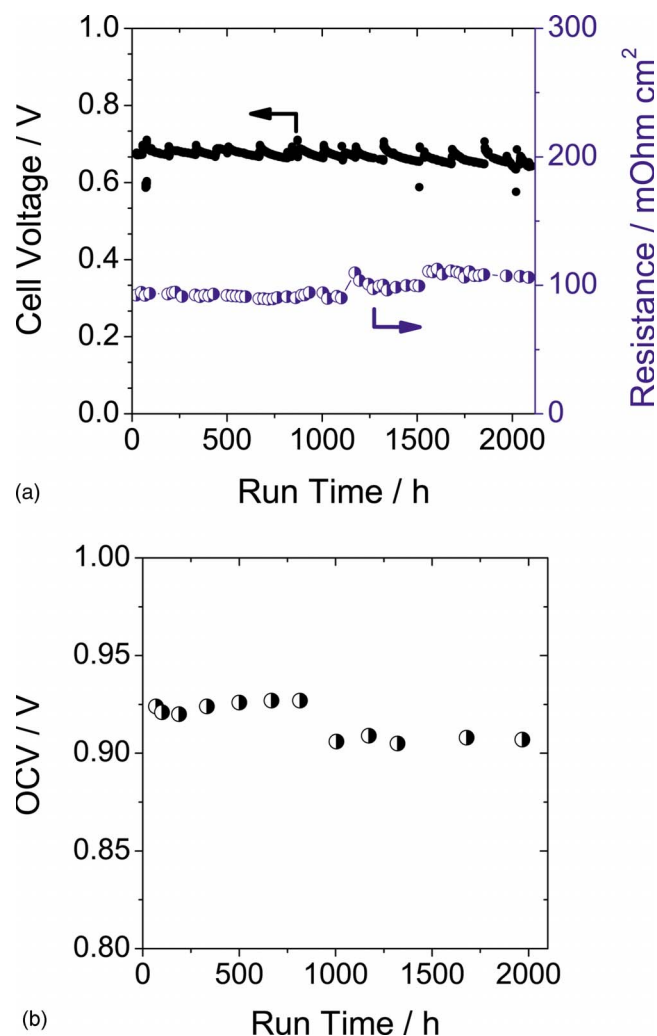 1.0
0.8
0.6
0.4
0.2
0.0
Cell Voltage / V
300
200
100
0
Resistance / mOhm cm²
0 500 1000 1500 2000
Run Time / h
(a)
1.00
0.95
0.90
0.85
0.80
OCV / V
0 500 1000 1500 2000
Run Time / h
(b)